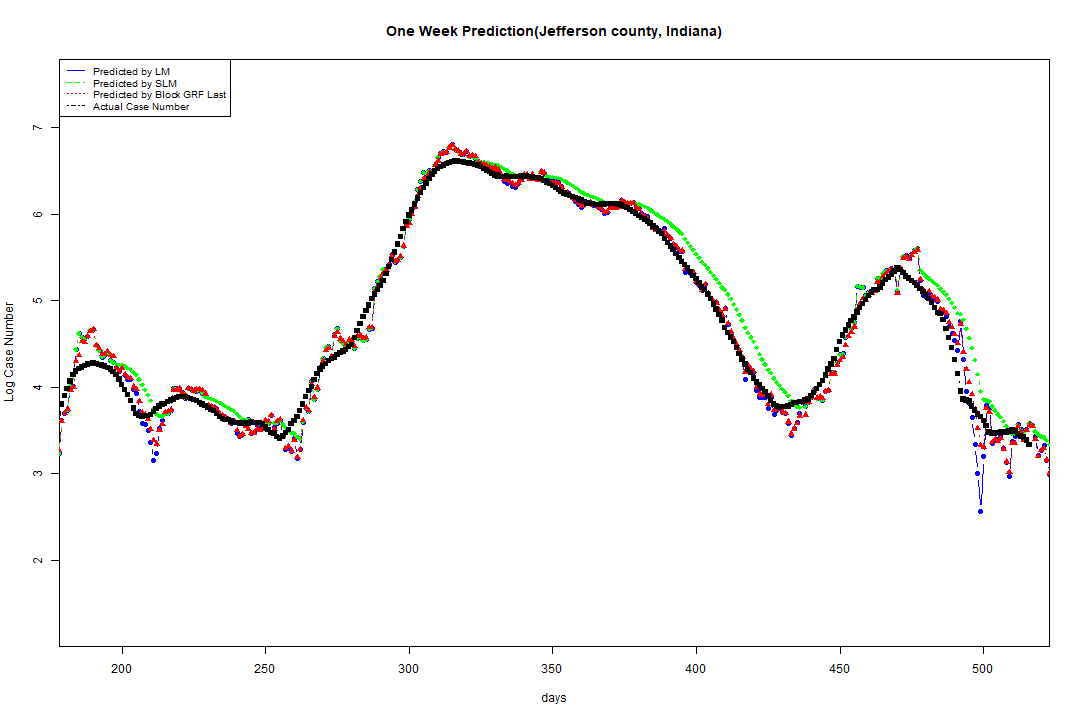 One Week Prediction(Jefferson county, Indiana)
Predicted by LM
Predicted by SLM
Predicted by Block GRF Last
Actual Case Number
Log Case Number
7
6
5
4
3
2
200 250 300 350 400 450 500
days